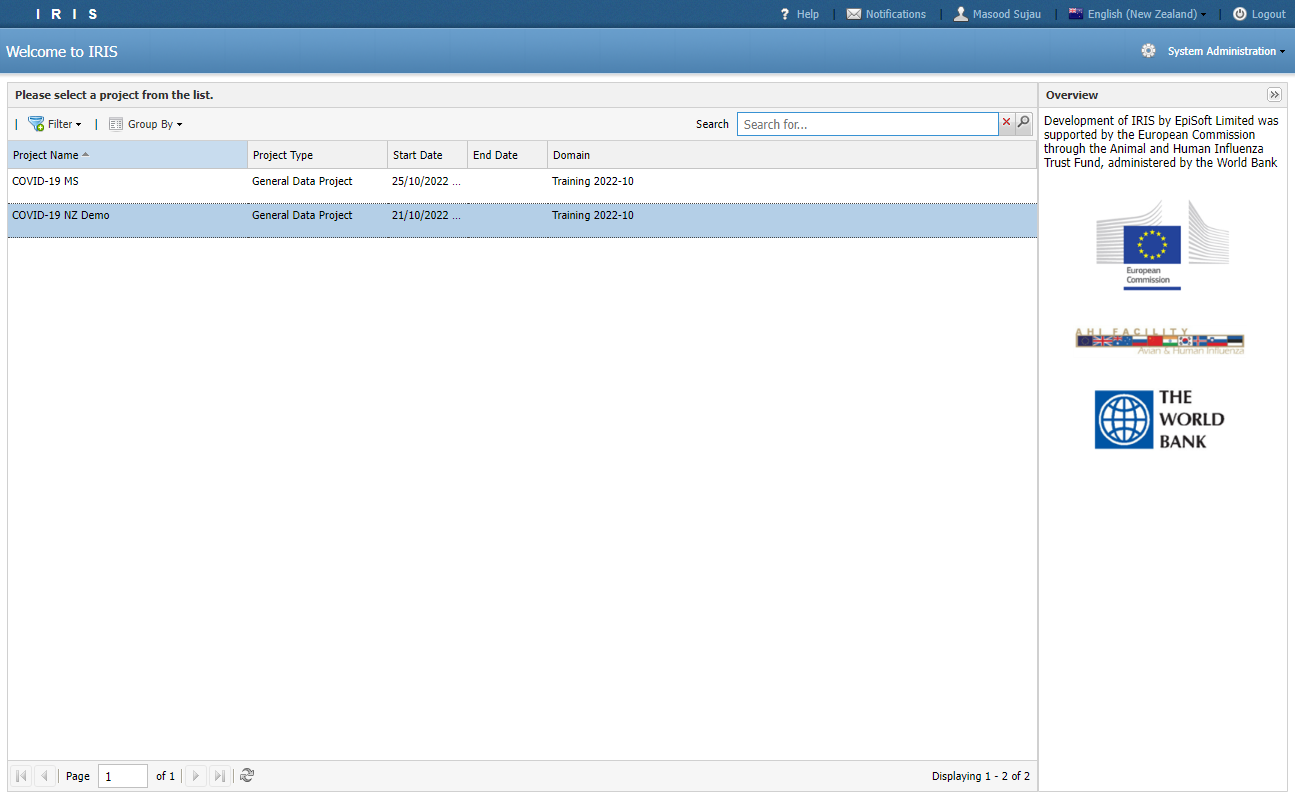 I R I S
Help
Notifications
Masood Sujau
English (New Zealand)
Logout
Welcome to IRIS
System Administration
Please select a project from the list.
Filter
Group By
Search
Search for...
Project Name
Project Type
Start Date
End Date
Domain
COVID-19 MS
General Data Project
25/10/2022 ...
Training 2022-10
COVID-19 NZ Demo
General Data Project
21/10/2022 ...
Training 2022-10
Page
1
of 1
Displaying 1 - 2 of 2
Overview
Development of IRIS by EpiSoft Limited was
supported by the European Commission
through the Animal and Human Influenza
Trust Fund, administered by the World Bank
European
Commission
AHI FACILITY
Avian & Human Influenza
THE
WORLD
BANK